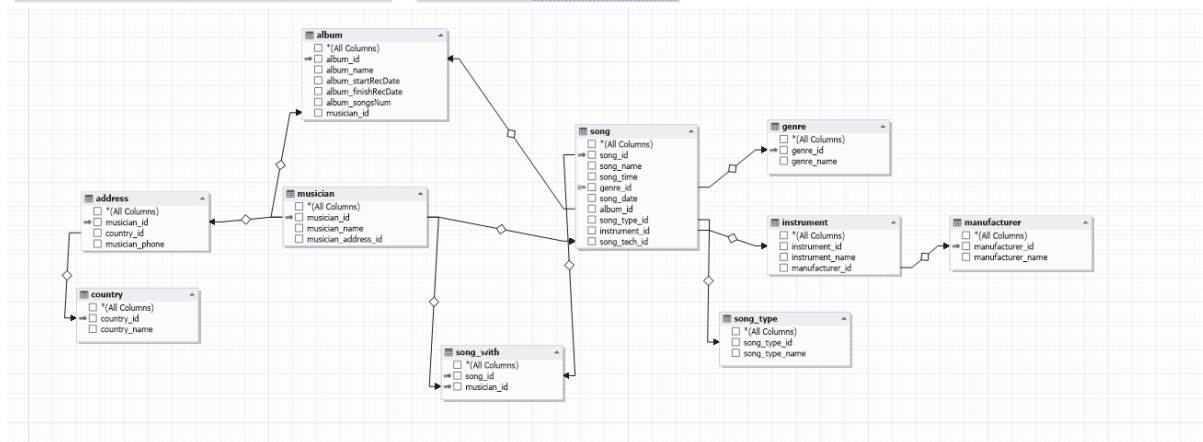 album
*(All Columns)
album_id
album_name
album_startRecDate
album_finishRecDate
album_songsNum
musician_id
song
*(All Columns)
song_id
song_name
song_time
genre_id
song_date
album_id
song_type_id
instrument_id
song_tech_id
genre
*(All Columns)
genre_id
genre_name
address
*(All Columns)
musician_id
country_id
musician_phone
musician
*(All Columns)
musician_id
musician_name
musician_address_id
instrument
*(All Columns)
instrument_id
instrument_name
manufacturer_id
manufacturer
*(All Columns)
manufacturer_id
manufacturer_name
country
*(All Columns)
country_id
country_name
song_type
*(All Columns)
song_type_id
song_type_name
song_with
*(All Columns)
song_id
musician_id